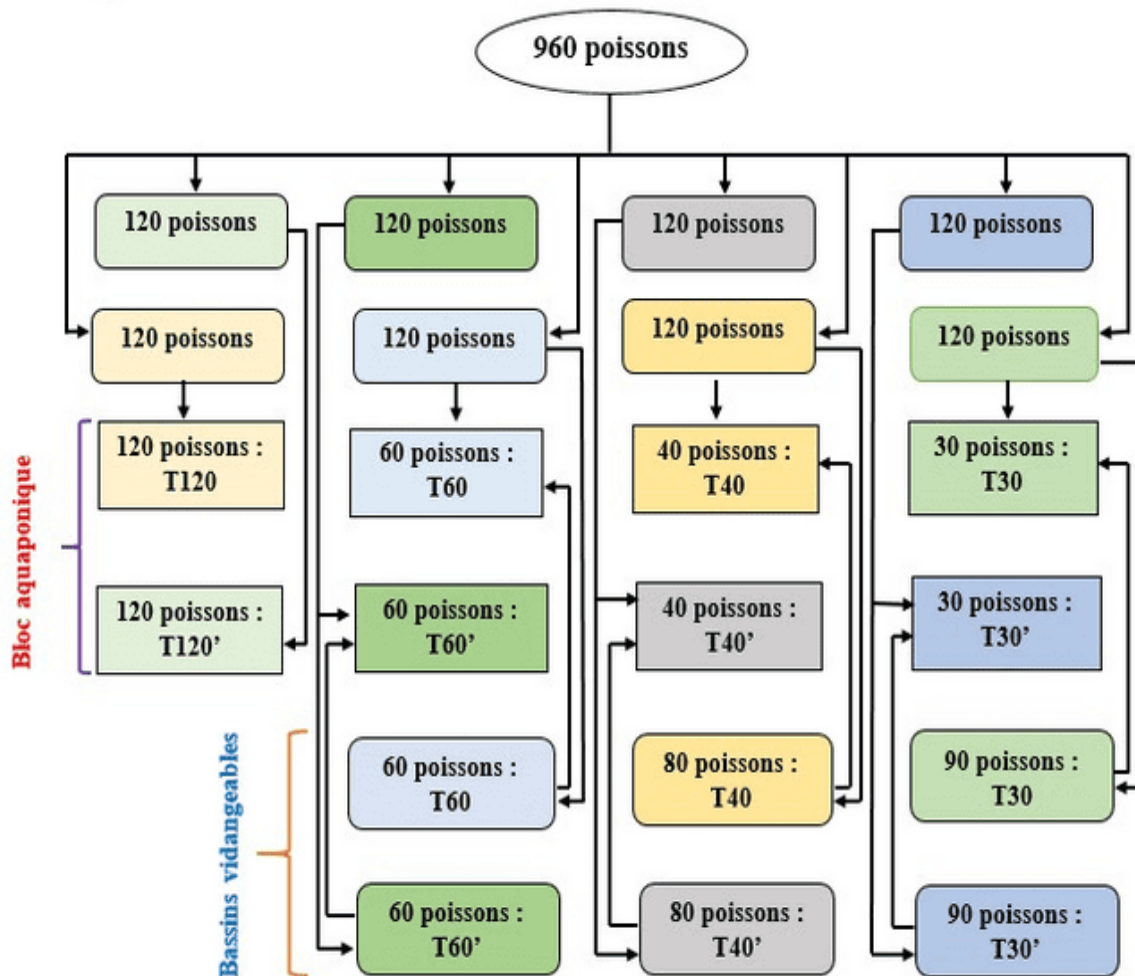 960 poissons
120 poissons
120 poissons
120 poissons
120 poissons
120 poissons
120 poissons
120 poissons
120 poissons
Bloc aquaponique
120 poissons :
T120
60 poissons :
T60
40 poissons :
T40
30 poissons :
T30
120 poissons :
T120’
60 poissons :
T60’
40 poissons :
T40’
30 poissons :
T30’
Bassins vidangeables
60 poissons :
T60
80 poissons :
T40
90 poissons :
T30
60 poissons :
T60’
80 poissons :
T40’
90 poissons :
T30’